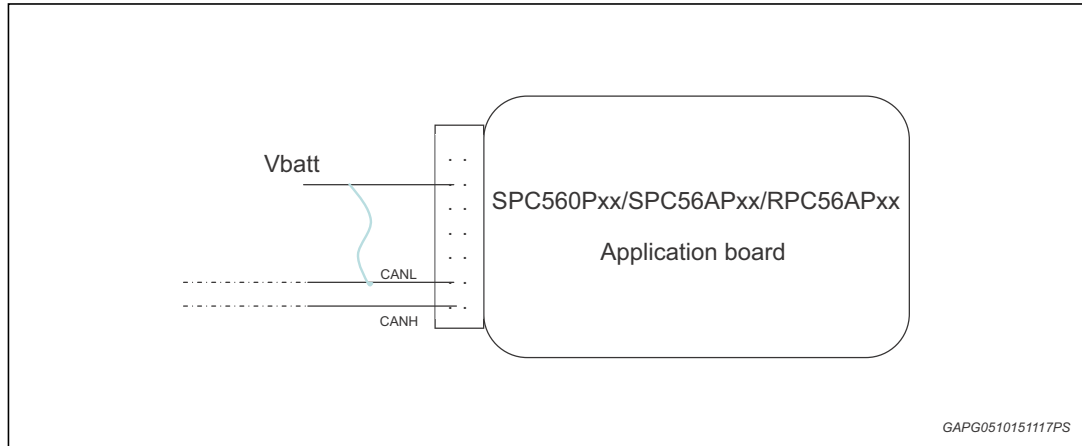 Vbatt
SPC560Pxx/SPC56APxx/RPC56APxx
Application board
CANL
CANH
GAPG0510151117PS